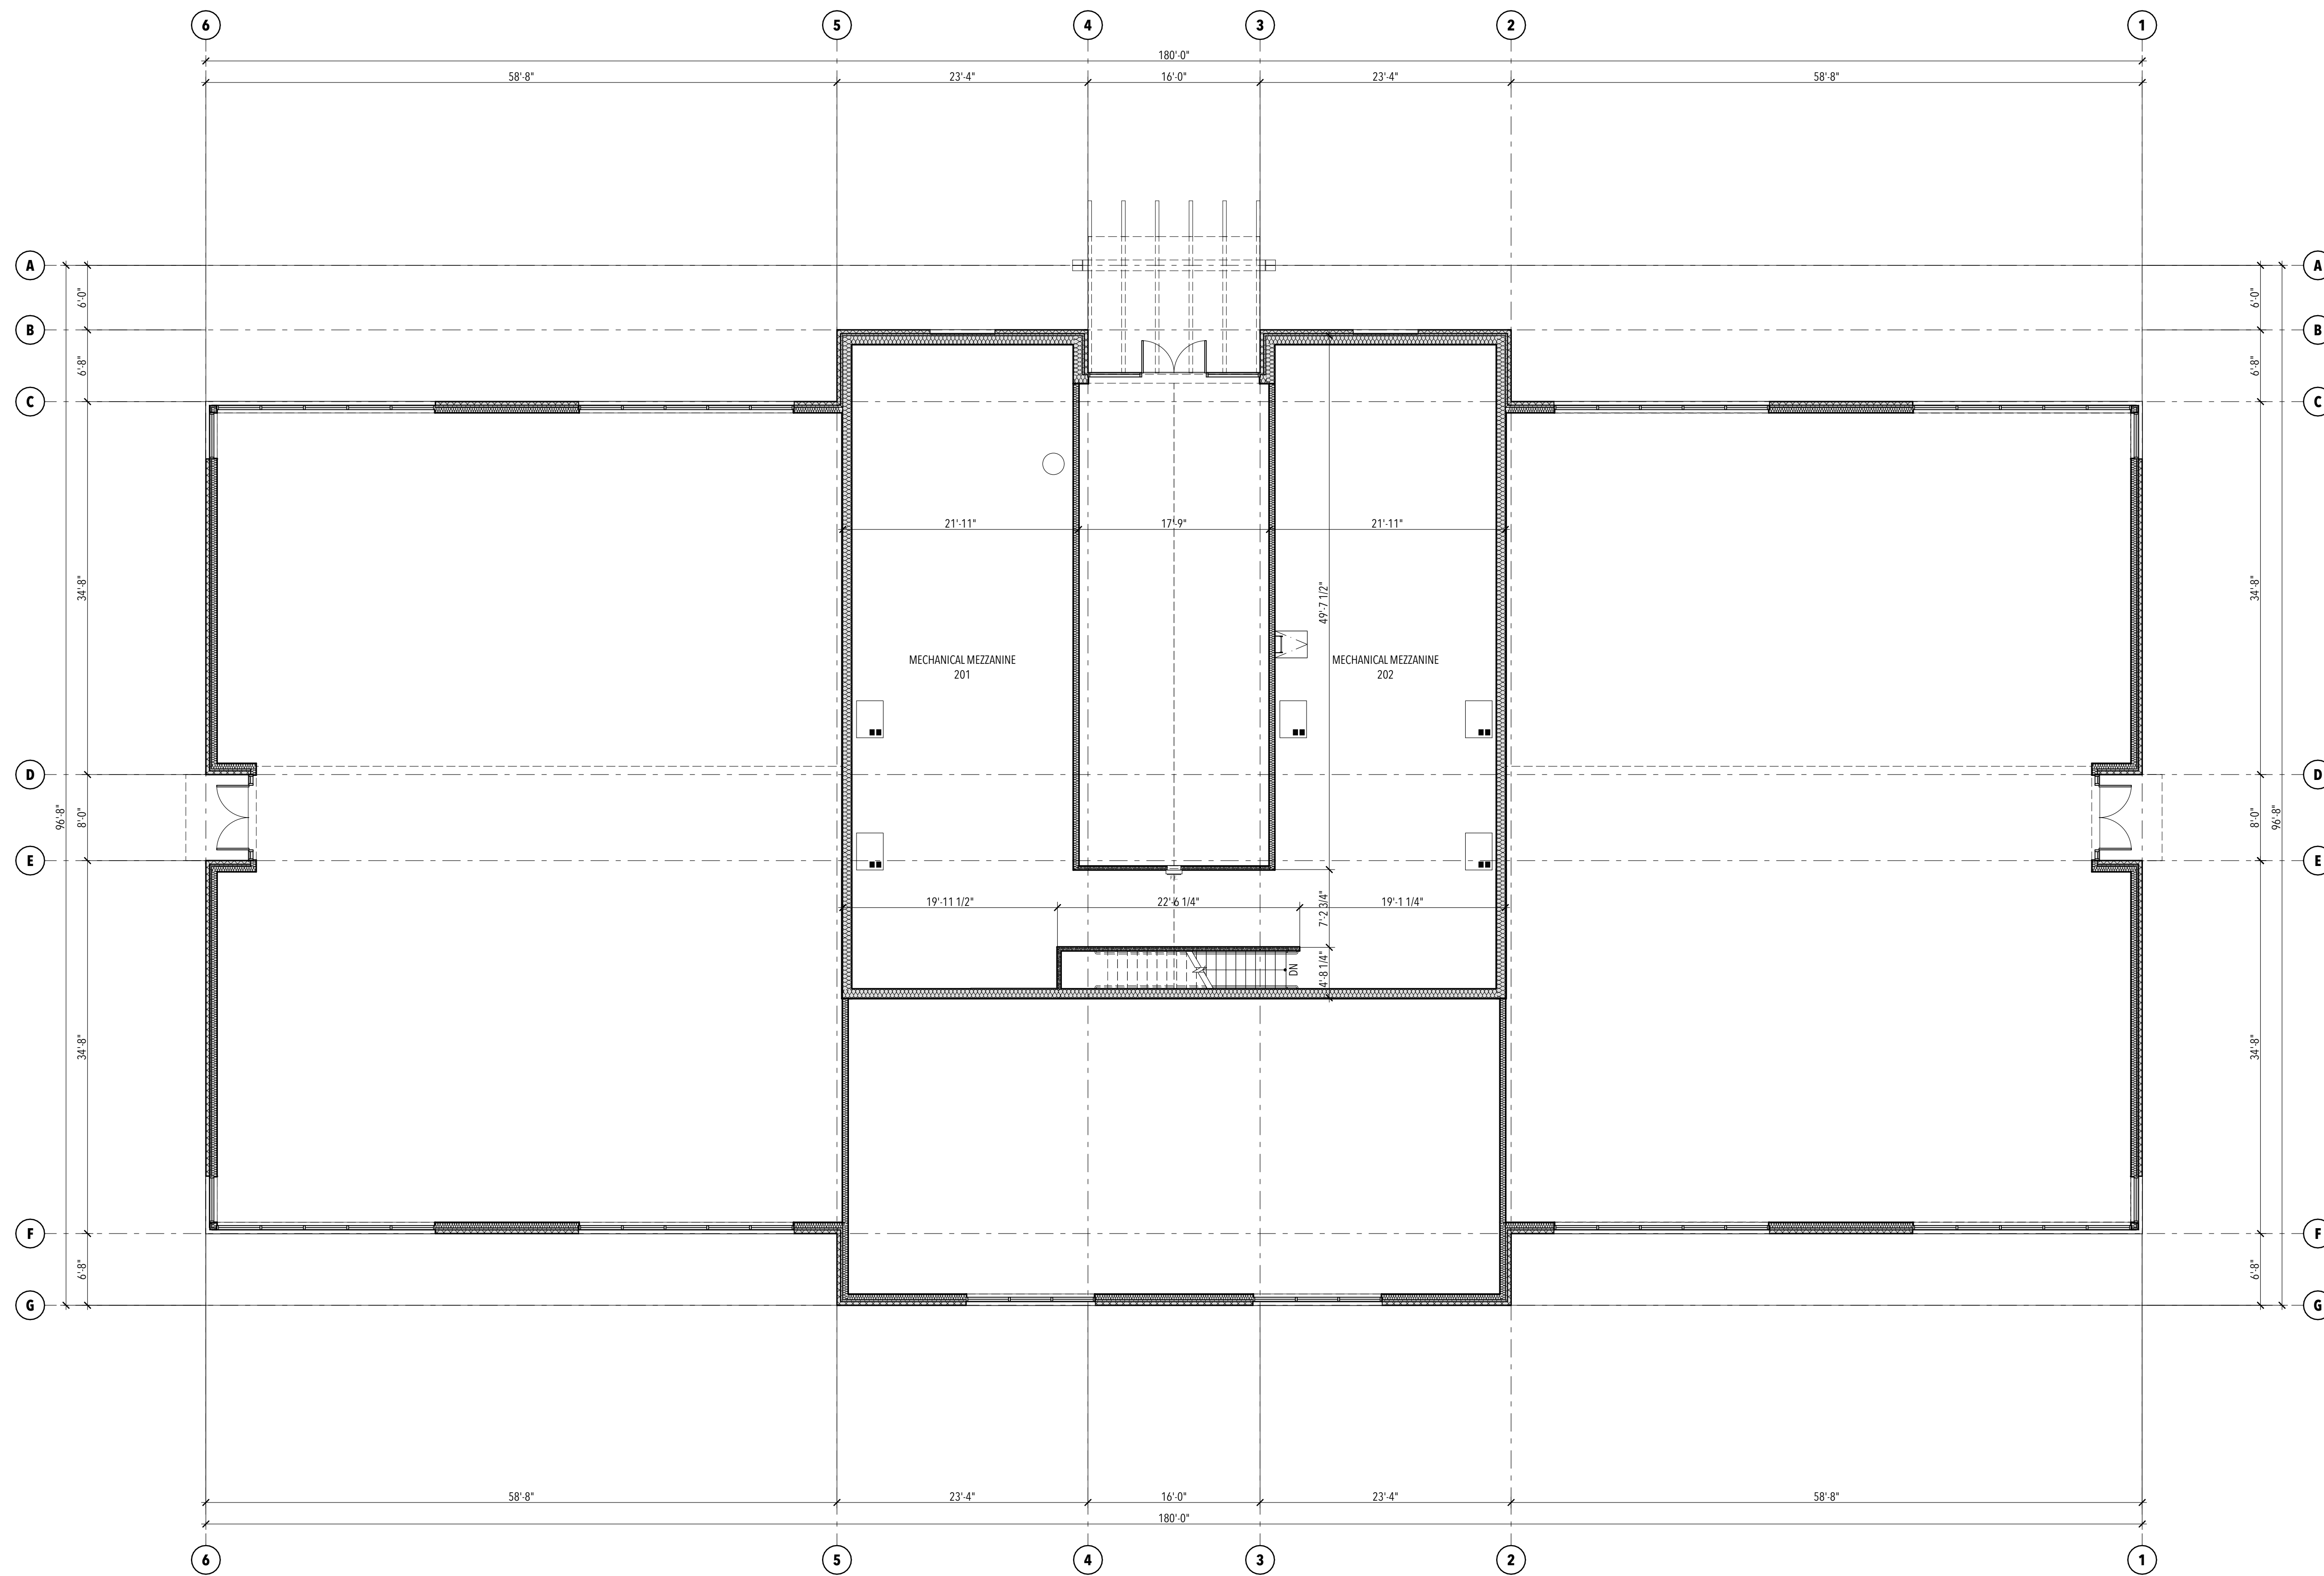 6 5 4 3 2 1
180'-0"
58'-8" 23'-4" 16'-0" 23'-4" 58'-8"
A A
6'-0" 6'-0"
B B
6'-8" 6'-8"
C C
21'-11" 17'-9" 21'-11"
34'-8" 49'-7 1/2" 34'-8"
MECHANICAL MEZZANINE MECHANICAL MEZZANINE
201 202
D D
96'-8" 8'-0" 8'-0" 96'-8"
E E
19'-11 1/2" 22'-6 1/4" 19'-1 1/4"
7'-2 3/4"
DN 4'-8 1/4"
34'-8" 34'-8"
F F
6'-8" 6'-8"
G G
58'-8" 23'-4" 16'-0" 23'-4" 58'-8"
180'-0"
6 5 4 3 2 1